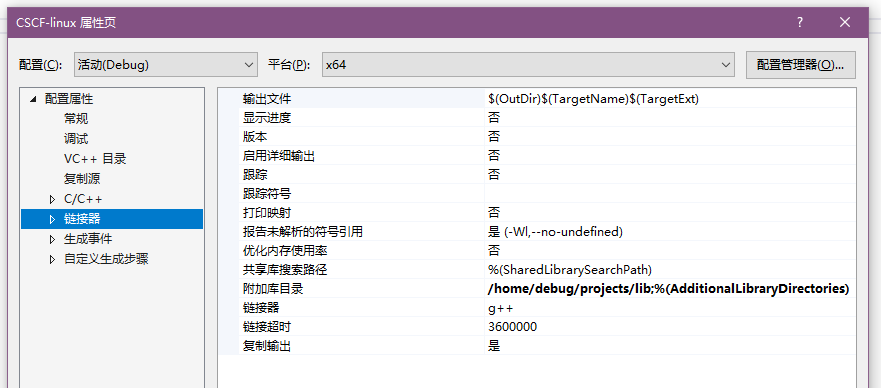 CSCF-linux 属性页
配置(C): 活动(Debug) 平台(P): x64 配置管理器(O)...
配置属性
常规
调试
VC++ 目录
复制源
C/C++
链接器
生成事件
自定义生成步骤
输出文件 $(OutDir)$(TargetName)$(TargetExt)
显示进度 否
版本 否
启用详细输出 否
跟踪 否
跟踪符号
打印映射 否
报告未解析的符号引用 是 (-Wl,--no-undefined)
优化内存使用率 否
共享库搜索路径 %(SharedLibrarySearchPath)
附加库目录 /home/debug/projects/lib;%(AdditionalLibraryDirectories)
链接器 g++
链接超时 3600000
复制输出 是